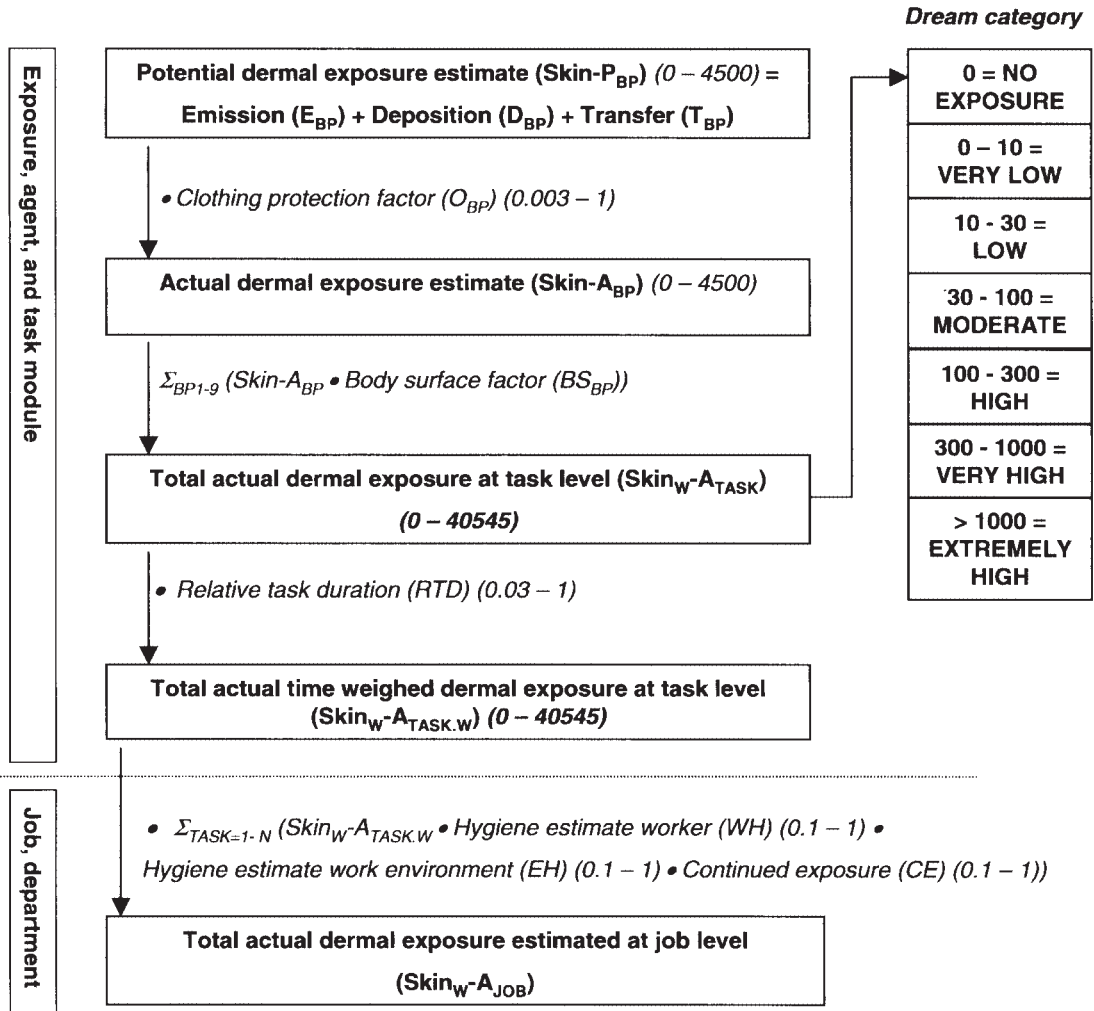 Dream category
Exposure, agent, and task module
Potential dermal exposure estimate (Skin-P_BP) (0 – 4500) =
Emission (E_BP) + Deposition (D_BP) + Transfer (T_BP)
• Clothing protection factor (O_BP) (0.003 – 1)
Actual dermal exposure estimate (Skin-A_BP) (0 – 4500)
Σ_BP1-9 (Skin-A_BP • Body surface factor (BS_BP))
Total actual dermal exposure at task level (Skin_W-A_TASK)
(0 – 40545)
• Relative task duration (RTD) (0.03 – 1)
Total actual time weighed dermal exposure at task level
(Skin_W-A_TASK.W) (0 – 40545)
0 = NO
EXPOSURE
0 – 10 =
VERY LOW
10 - 30 =
LOW
30 - 100 =
MODERATE
100 - 300 =
HIGH
300 - 1000 =
VERY HIGH
> 1000 =
EXTREMELY
HIGH
Job, department
• Σ_TASK=1- N (Skin_W-A_TASK.W • Hygiene estimate worker (WH) (0.1 – 1) •
Hygiene estimate work environment (EH) (0.1 – 1) • Continued exposure (CE) (0.1 – 1))
Total actual dermal exposure estimated at job level
(Skin_W-A_JOB)